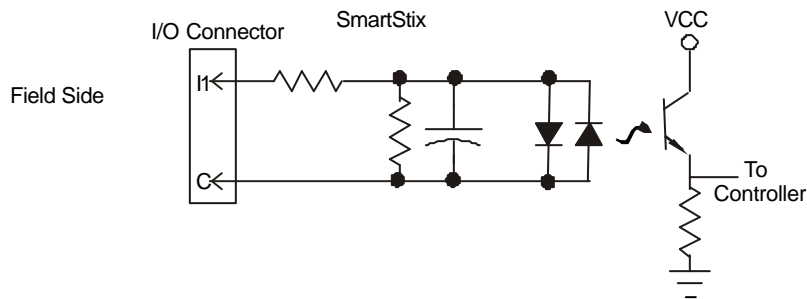 SmartStix
VCC
I/O Connector
I1
Field Side
C
To
Controller